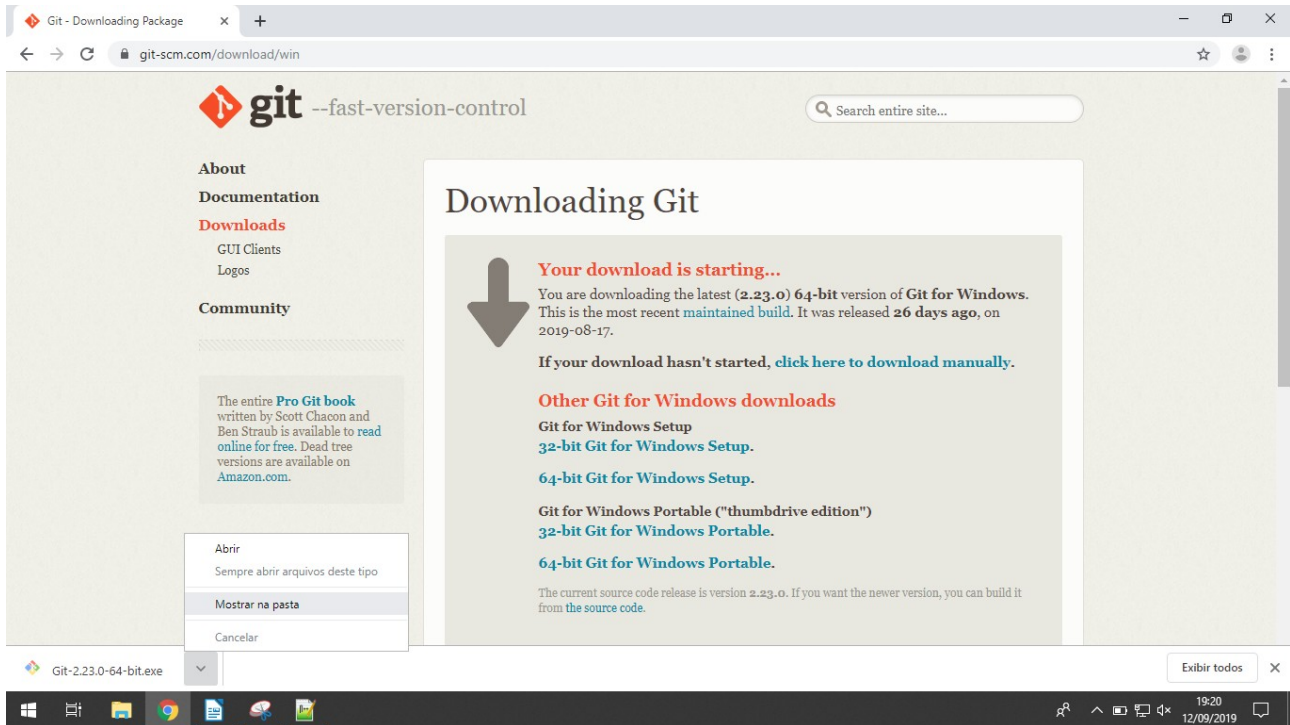 Git - Downloading Package
git-scm.com/download/win
git --fast-version-control
Search entire site...
About
Documentation
Downloads
GUI Clients
Logos
Community
The entire Pro Git book
written by Scott Chacon and
Ben Straub is available to read
online for free. Dead tree
versions are available on
Amazon.com.
Downloading Git
Your download is starting...
You are downloading the latest (2.23.0) 64-bit version of Git for Windows.
This is the most recent maintained build. It was released 26 days ago, on
2019-08-17.
If your download hasn't started, click here to download manually.
Other Git for Windows downloads
Git for Windows Setup
32-bit Git for Windows Setup.
64-bit Git for Windows Setup.
Git for Windows Portable ("thumbdrive edition")
32-bit Git for Windows Portable.
64-bit Git for Windows Portable.
The current source code release is version 2.23.0. If you want the newer version, you can build it
from the source code.
Abrir
Sempre abrir arquivos deste tipo
Mostrar na pasta
Cancelar
Git-2.23.0-64-bit.exe
Exibir todos
19:20
12/09/2019